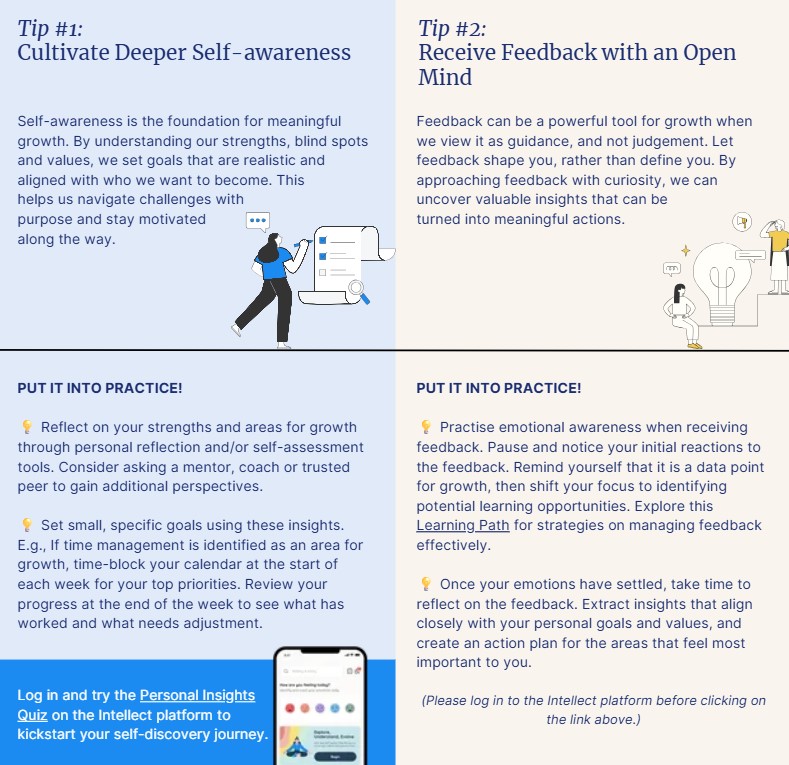 Tip #1:
Cultivate Deeper Self-awareness
Self-awareness is the foundation for meaningful
growth. By understanding our strengths, blind spots
and values, we set goals that are realistic and
aligned with who we want to become. This
helps us navigate challenges with
purpose and stay motivated
along the way.
Tip #2:
Receive Feedback with an Open
Mind
Feedback can be a powerful tool for growth when
we view it as guidance, and not judgement. Let
feedback shape you, rather than define you. By
approaching feedback with curiosity, we can
uncover valuable insights that can be
turned into meaningful actions.
PUT IT INTO PRACTICE!
💡 Reflect on your strengths and areas for growth
through personal reflection and/or self-assessment
tools. Consider asking a mentor, coach or trusted
peer to gain additional perspectives.
💡 Set small, specific goals using these insights.
E.g., If time management is identified as an area for
growth, time-block your calendar at the start of
each week for your top priorities. Review your
progress at the end of the week to see what has
worked and what needs adjustment.
Log in and try the Personal Insights
Quiz on the Intellect platform to
kickstart your self-discovery journey.
How are you feeling today?
Explore,
Understand, Evolve
PUT IT INTO PRACTICE!
💡 Practise emotional awareness when receiving
feedback. Pause and notice your initial reactions to
the feedback. Remind yourself that it is a data point
for growth, then shift your focus to identifying
potential learning opportunities. Explore this
Learning Path for strategies on managing feedback
effectively.
💡 Once your emotions have settled, take time to
reflect on the feedback. Extract insights that align
closely with your personal goals and values, and
create an action plan for the areas that feel most
important to you.
(Please log in to the Intellect platform before clicking on
the link above.)